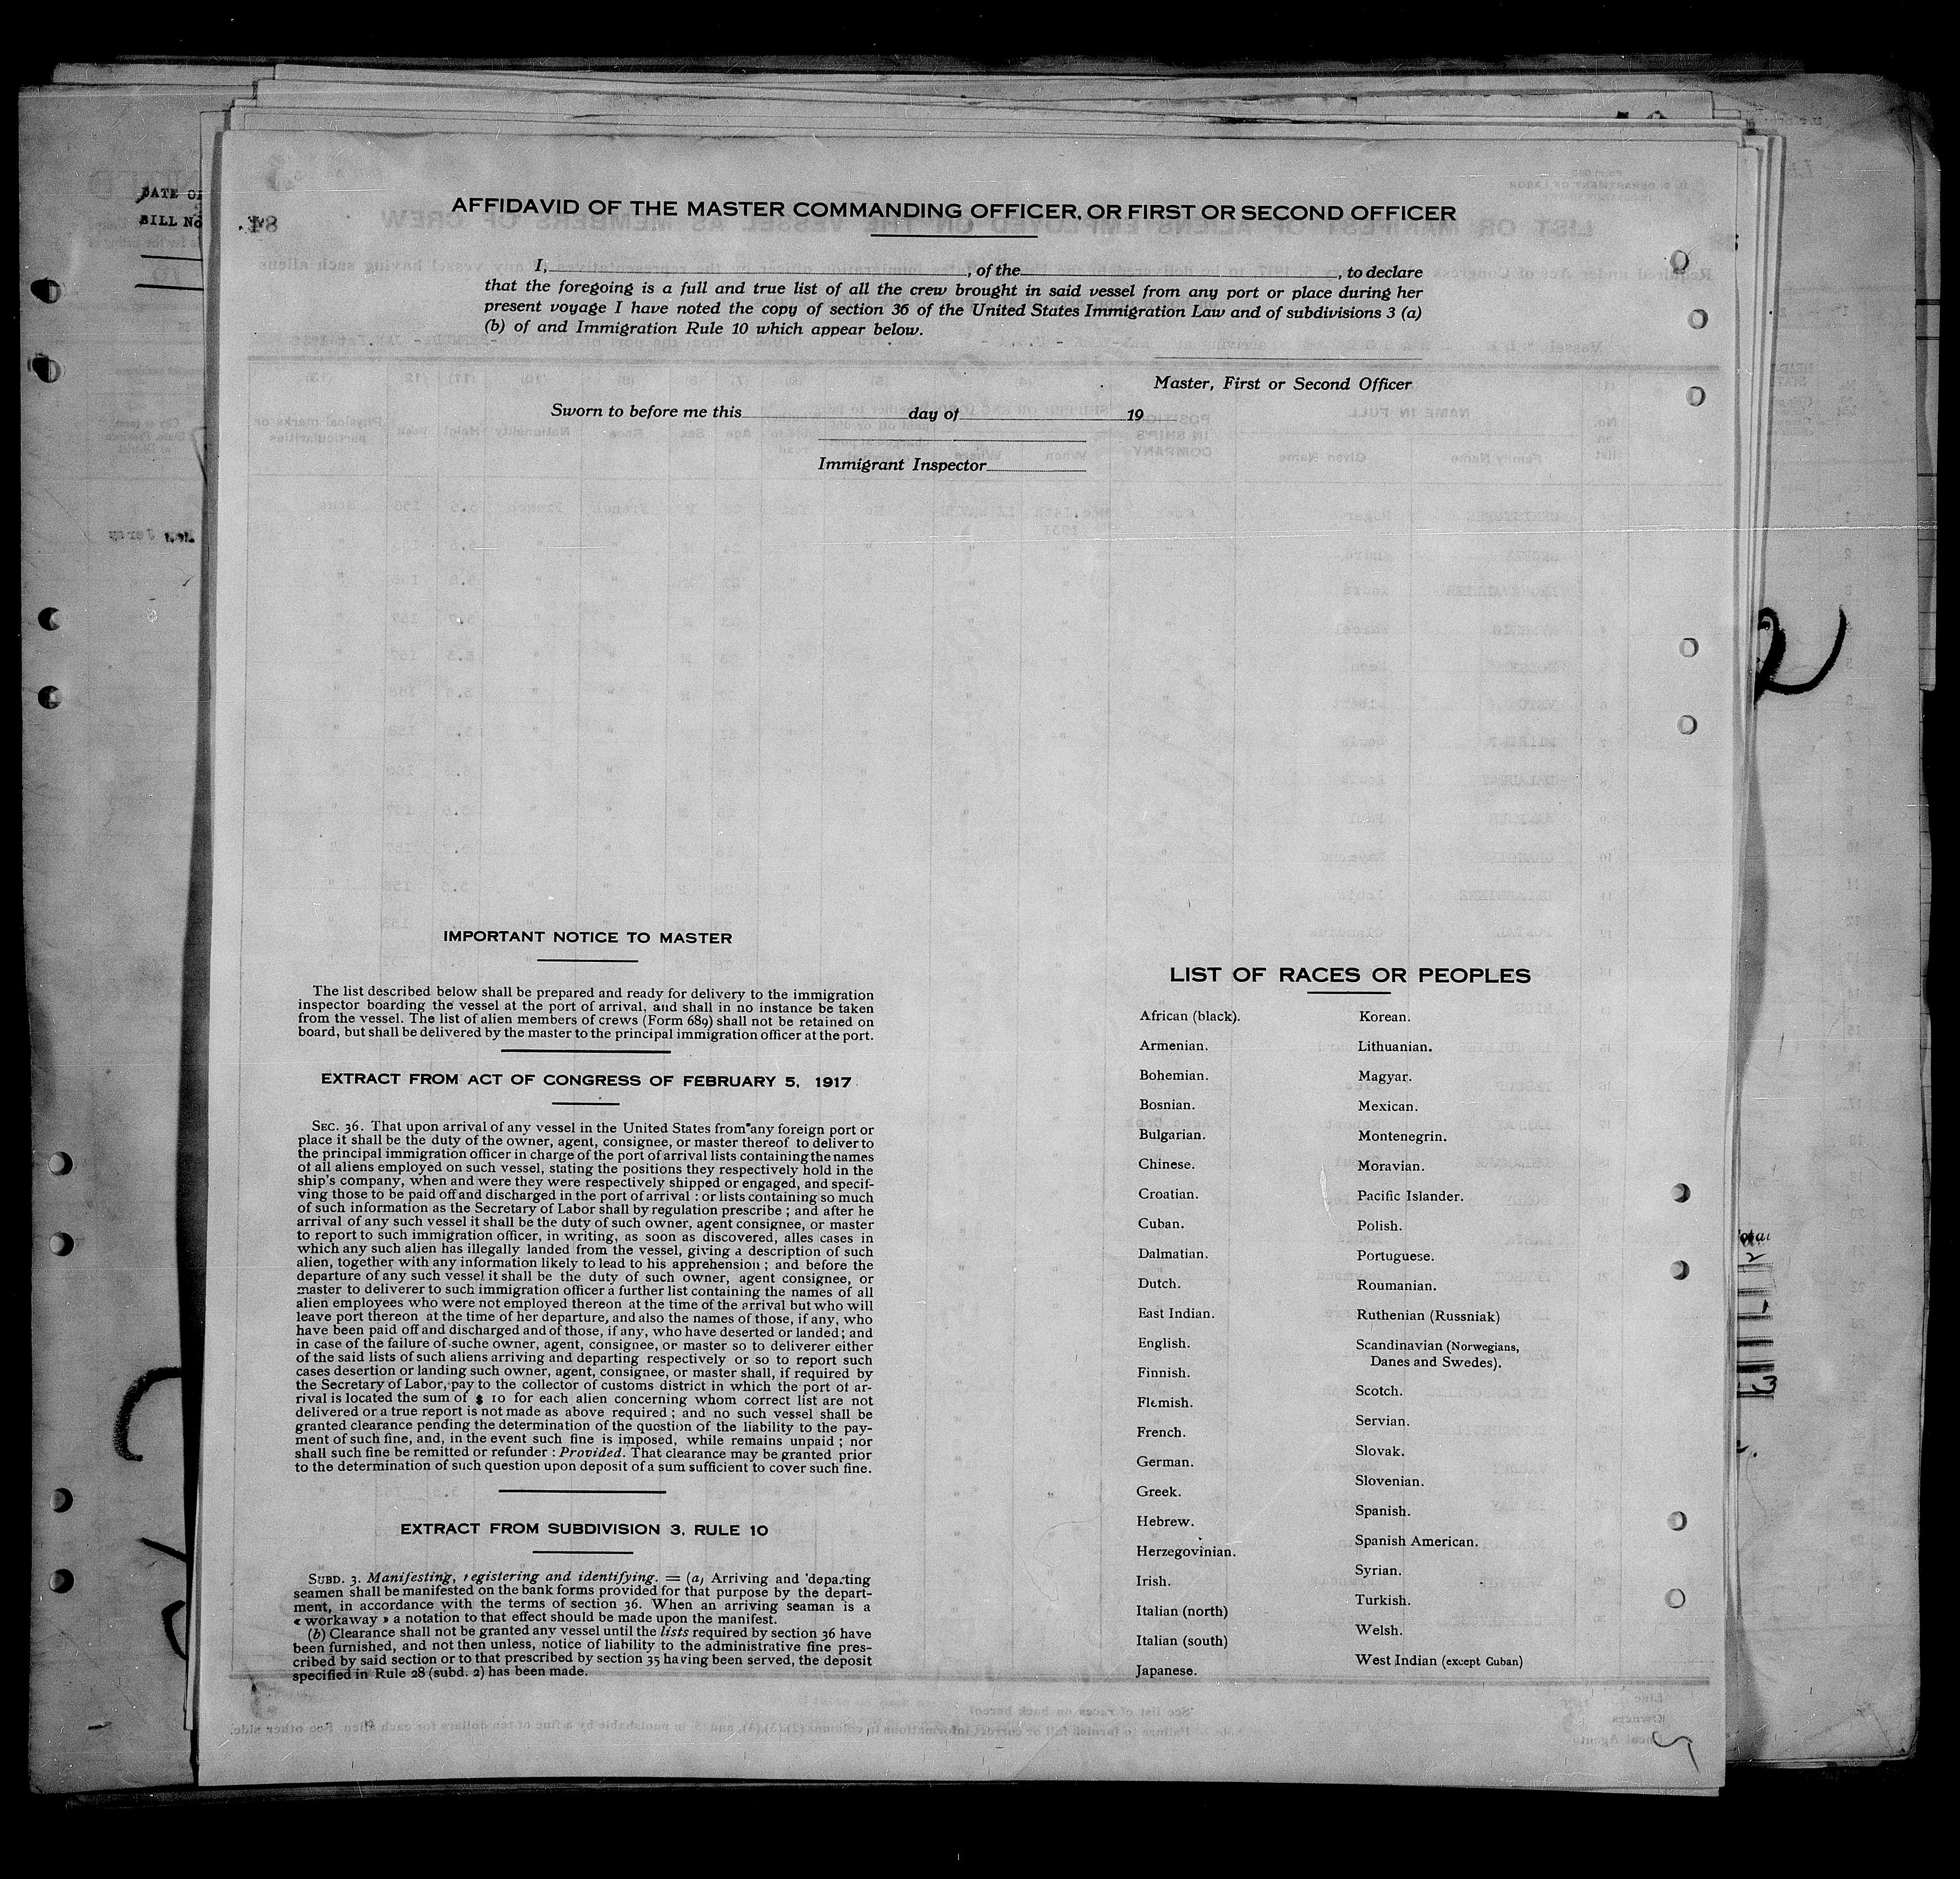 AFFIDAVID OF THE MASTER COMMANDING OFFICER, OR FIRST OR SECOND OFFICER
I, , of the , to declare
that the foregoing is a full and true list of all the crew brought in said vessel from any port or place during her
present voyage I have noted the copy of section 36 of the United States Immigration Law and of subdivisions 3 (a)
(b) of and Immigration Rule 10 which appear below.
Master, First or Second Officer
Sworn to before me this day of 19
Immigrant Inspector
IMPORTANT NOTICE TO MASTER
The list described below shall be prepared and ready for delivery to the immigration
inspector boarding the vessel at the port of arrival, and shall in no instance be taken
from the vessel. The list of alien members of crews (Form 689) shall not be retained on
board, but shall be delivered by the master to the principal immigration officer at the port.
EXTRACT FROM ACT OF CONGRESS OF FEBRUARY 5, 1917
SEC. 36. That upon arrival of any vessel in the United States from any foreign port or
place it shall be the duty of the owner, agent, consignee, or master thereof to deliver to
the principal immigration officer in charge of the port of arrival lists containing the names
of all aliens employed on such vessel, stating the positions they respectively hold in the
ship's company, when and were they were respectively shipped or engaged, and specif-
ving those to be paid off and discharged in the port of arrival : or lists containing so much
of such information as the Secretary of Labor shall by regulation prescribe ; and after he
arrival of any such vessel it shall be the duty of such owner, agent consignee, or master
to report to such immigration officer, in writing, as soon as discovered, alles cases in
which any such alien has illegally landed from the vessel, giving a description of such
alien, together with any information likely to lead to his apprehension ; and before the
departure of any such vessel it shall be the duty of such owner, agent consignee, or
master to deliverer to such immigration officer a further list containing the names of all
alien employees who were not employed thereon at the time of the arrival but who will
leave port thereon at the time of her departure, and also the names of those, if any, who
have been paid off and discharged and of those, if any, who have deserted or landed ; and
in case of the failure of suche owner, agent, consignee, or master so to deliverer either
of the said lists of such aliens arriving and departing respectively or so to report such
cases desertion or landing such owner, agent, consignee, or master shall, if required by
the Secretary of Labor, pay to the collector of customs district in which the port of ar-
rival is located the sum of $ 10 for each alien concerning whom correct list are not
delivered or a true report is not made as above required ; and no such vessel shall be
granted clearance pending the determination of the question of the liability to the pay-
ment of such fine, and, in the event such fine is imposed, while remains unpaid ; nor
shall such fine be remitted or refunder : Provided. That clearance may be granted prior
to the determination of such question upon deposit of a sum sufficient to cover such fine.
EXTRACT FROM SUBDIVISION 3, RULE 10
SUBD. 3. Manifesting, registering and identifying. = (a) Arriving and departing
seamen shall be manifested on the bank forms provided for that purpose by the depart-
ment, in accordance with the terms of section 36. When an arriving seaman is a
« workaway » a notation to that effect should be made upon the manifest.
(b) Clearance shall not be granted any vessel until the lists required by section 36 have
been furnished, and not then unless, notice of liability to the administrative fine pres-
cribed by said section or to that prescribed by section 35 having been served, the deposit
specified in Rule 28 (subd. 2) has been made.
LIST OF RACES OR PEOPLES
African (black).
Armenian.
Bohemian.
Bosnian.
Bulgarian.
Chinese.
Croatian.
Cuban.
Dalmatian.
Dutch.
East Indian.
English.
Finnish.
Flemish.
French.
German.
Greek.
Hebrew.
Herzegovinian.
Irish.
Italian (north)
Italian (south)
Japanese.
Korean.
Lithuanian.
Magyar.
Mexican.
Montenegrin.
Moravian.
Pacific Islander.
Polish.
Portuguese.
Roumanian.
Ruthenian (Russniak)
Scandinavian (Norwegians,
Danes and Swedes).
Scotch.
Servian.
Slovak.
Slovenian.
Spanish.
Spanish American.
Syrian.
Turkish.
Welsh.
West Indian (except Cuban)